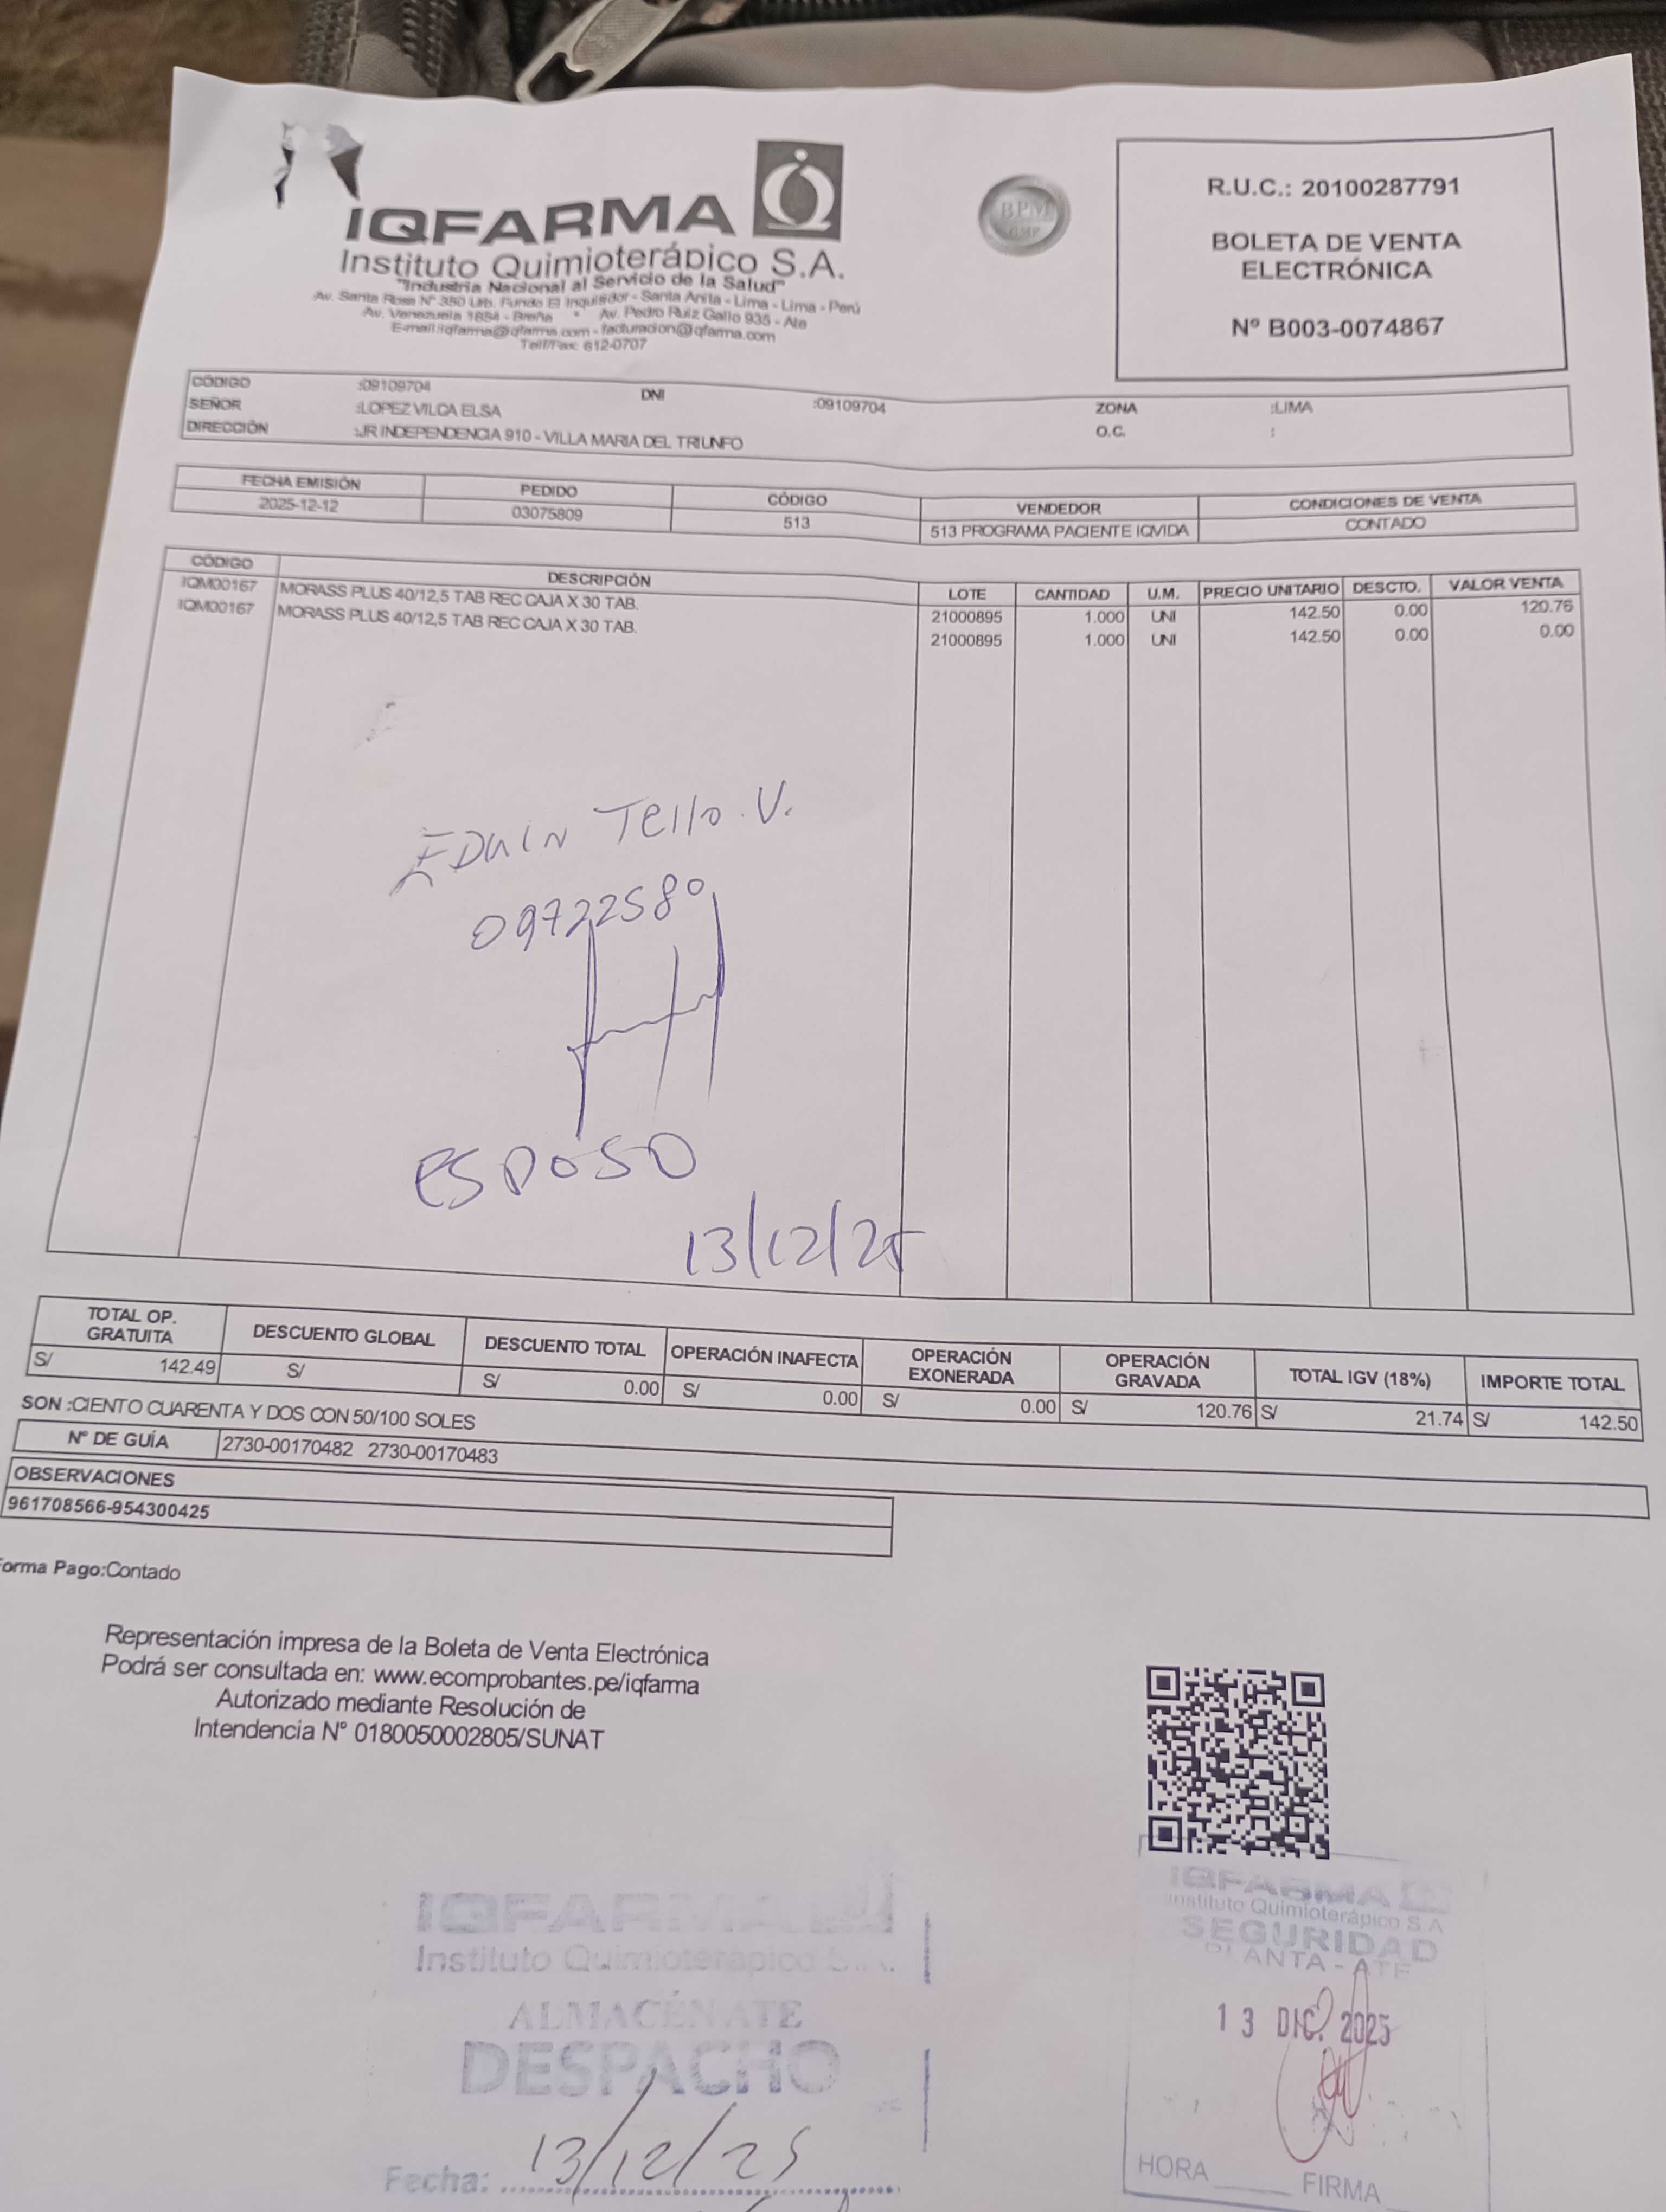 IQFARMA
Instituto Quimioterápico S.A.
"Industria Nacional al Servicio de la Salud"
Av. Santa Rosa N° 350 Urb. Fundo El Inquisidor - Santa Anita - Lima - Lima - Perú
Av. Venezuela 1854 - Breña * Av. Pedro Ruiz Gallo 935 - Ate
E-mail:iqfarma@iqfarma.com - facturacion@iqfarma.com
Telf/Fax: 612-0707
BPM
GMP
R.U.C.: 20100287791
BOLETA DE VENTA
ELECTRÓNICA
Nº B003-0074867
CÓDIGO :09109704 DNI :09109704 ZONA :LIMA
SEÑOR :LOPEZ VILCA ELSA O.C. :
DIRECCIÓN :JR INDEPENDENCIA 910 - VILLA MARIA DEL TRIUNFO
FECHA EMISIÓN PEDIDO CÓDIGO VENDEDOR CONDICIONES DE VENTA
2025-12-12 03075809 513 513 PROGRAMA PACIENTE IQVIDA CONTADO
CÓDIGO DESCRIPCIÓN LOTE CANTIDAD U.M. PRECIO UNITARIO DESCTO. VALOR VENTA
IQM00167 MORASS PLUS 40/12,5 TAB REC CAJA X 30 TAB. 21000895 1.000 UNI 142.50 0.00 120.76
IQM00167 MORASS PLUS 40/12,5 TAB REC CAJA X 30 TAB. 21000895 1.000 UNI 142.50 0.00 0.00
EDWIN Tello. V.
09722580
ESPOSO
13/12/25
TOTAL OP. GRATUITA DESCUENTO GLOBAL DESCUENTO TOTAL OPERACIÓN INAFECTA OPERACIÓN EXONERADA OPERACIÓN GRAVADA TOTAL IGV (18%) IMPORTE TOTAL
S/ 142.49 S/ S/ 0.00 S/ 0.00 S/ 0.00 S/ 120.76 S/ 21.74 S/ 142.50
SON :CIENTO CUARENTA Y DOS CON 50/100 SOLES
Nº DE GUÍA 2730-00170482 2730-00170483
OBSERVACIONES
961708566-954300425
orma Pago:Contado
Representación impresa de la Boleta de Venta Electrónica
Podrá ser consultada en: www.ecomprobantes.pe/iqfarma
Autorizado mediante Resolución de
Intendencia Nº 0180050002805/SUNAT
IQFARMA
Instituto Quimioterapico S.A.
ALMACÉN ATE
DESPACHO
Fecha: 13/12/25
IQFARMA
Instituto Quimioterápico S.A
SEGURIDAD
PLANTA - ATE
13 DIC. 2025
HORA FIRMA